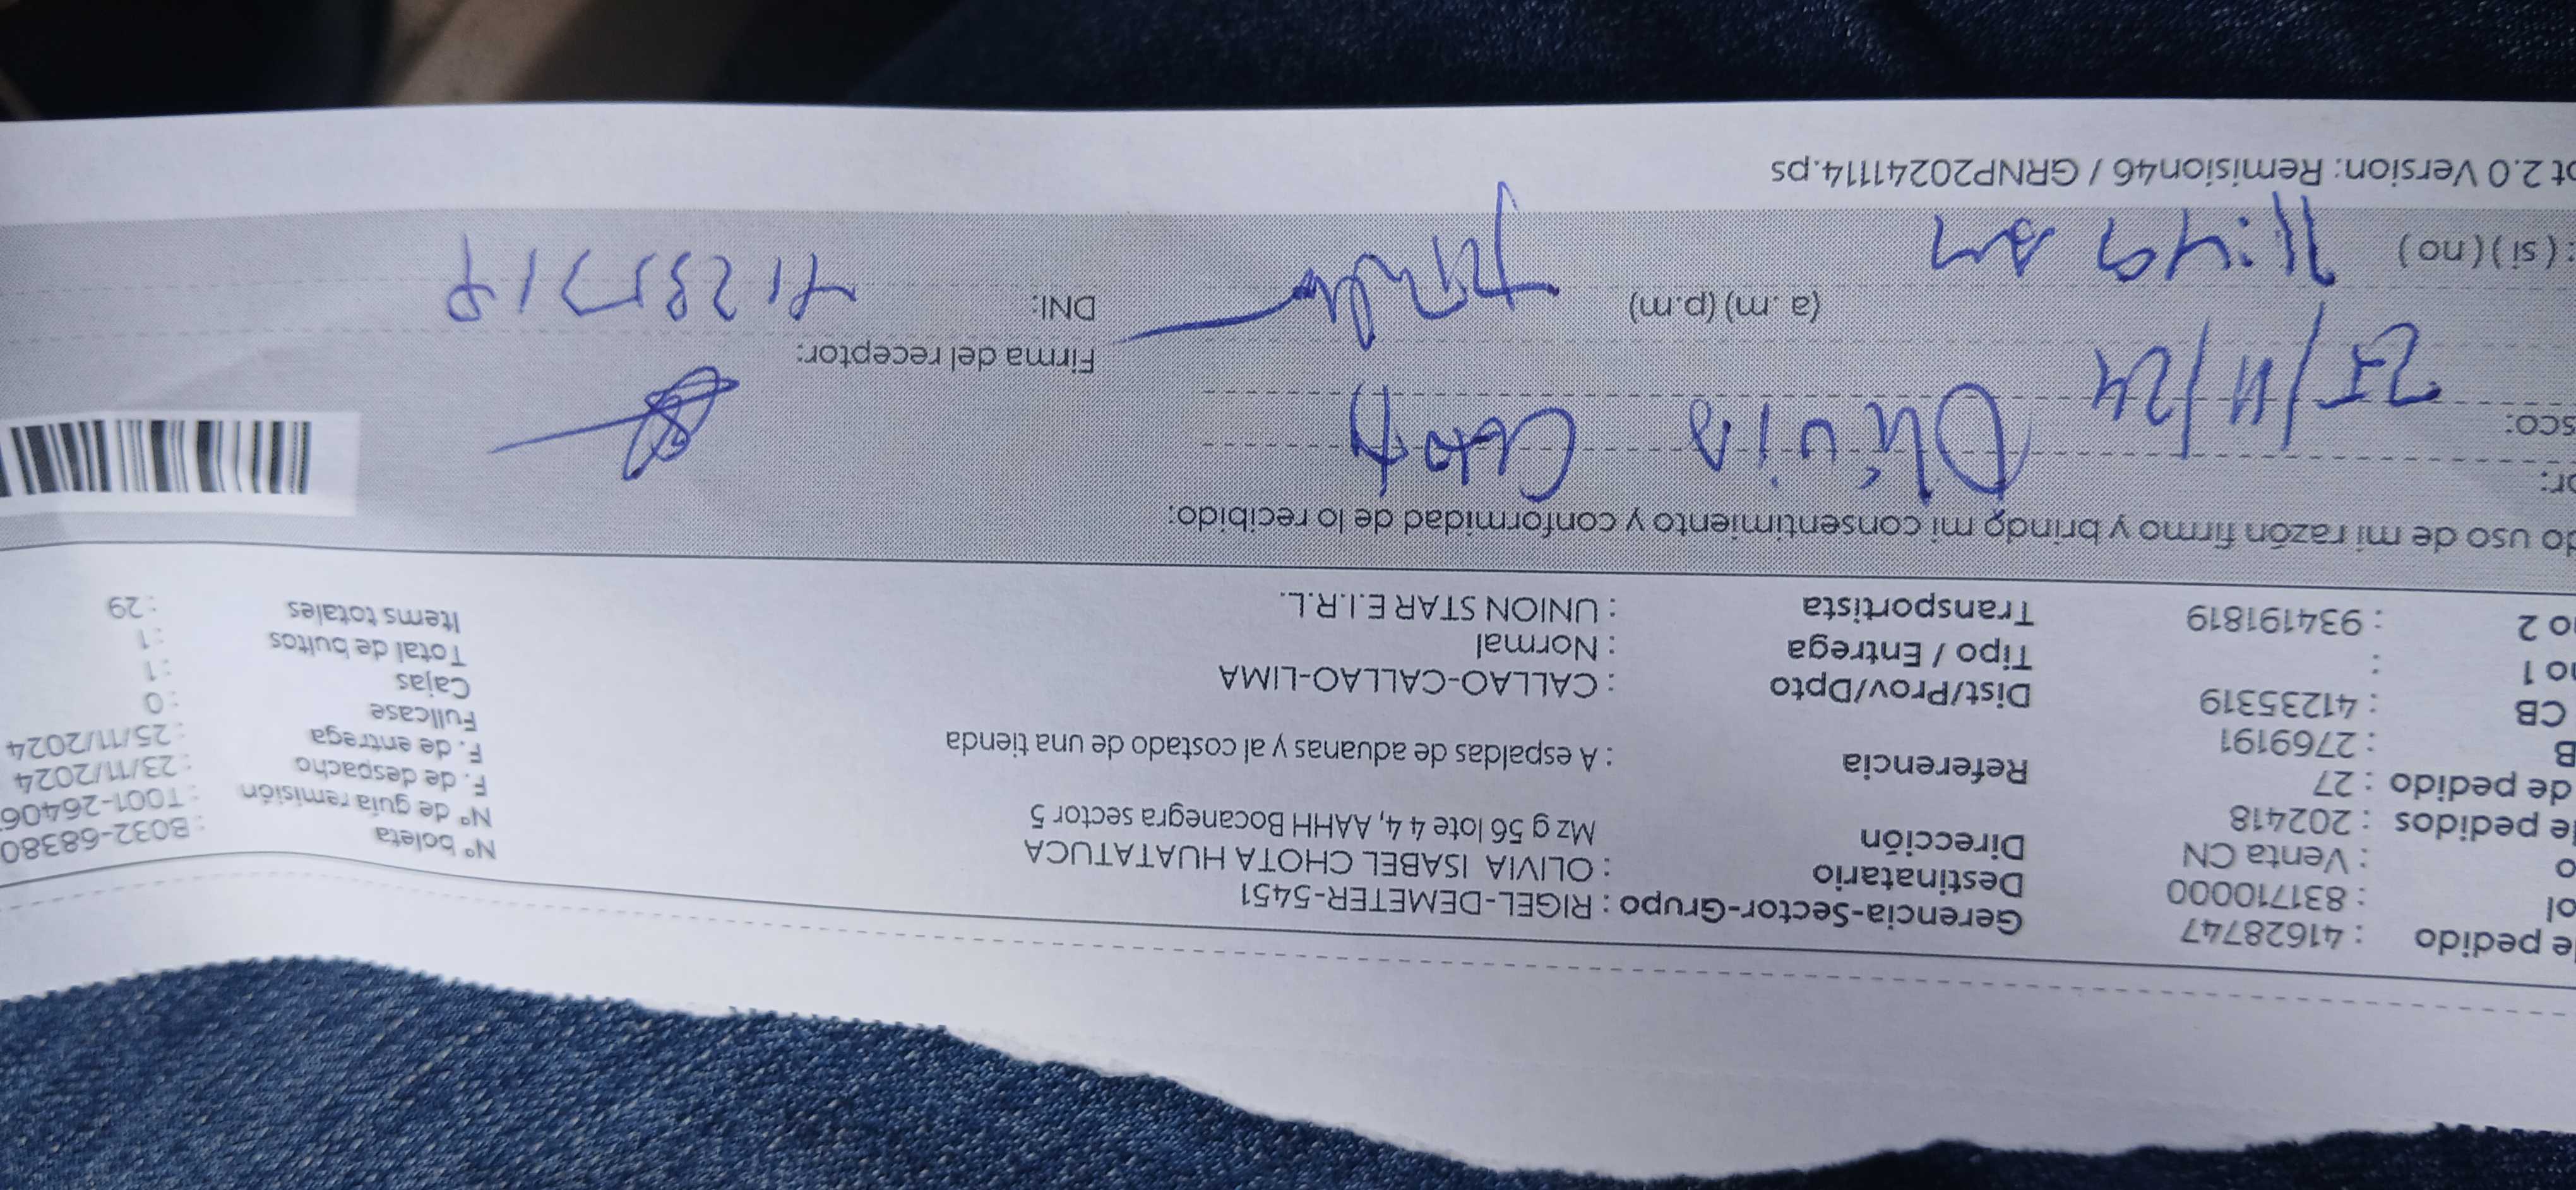 de pedido : 41628747 Gerencia-Sector-Grupo : RIGEL-DEMETER-5451 Nº boleta : B032-68380
ol : 831710000 Destinatario : OLIVIA ISABEL CHOTA HUATATUCA Nº de guía remisión : T001-26406
o : Venta CN Dirección Mz g 56 lote 4 4, AAHH Bocanegra sector 5 F. de despacho : 23/11/2024
de pedidos : 202418 F. de entrega : 25/11/2024
de pedido : 27 Referencia : A espaldas de aduanas y al costado de una tienda Fullcase : 0
B : 2769191 Cajas : 1
CB : 41235319 Dist/Prov/Dpto : CALLAO-CALLAO-LIMA Total de bultos : 1
no 1 : Tipo / Entrega : Normal Items totales : 29
no 2 : 934191819 Transportista : UNION STAR E.I.R.L.
do uso de mi razón firmo y brindo mi consentimiento y conformidad de lo recibido:
or: Olivia Chota
sco: 25/11/24 Firma del receptor:
: ( si ) ( no ) 11:49 am (a .m) (p.m) DNI:
pt 2.0 Version: Remision46 / GRNP20241114.ps